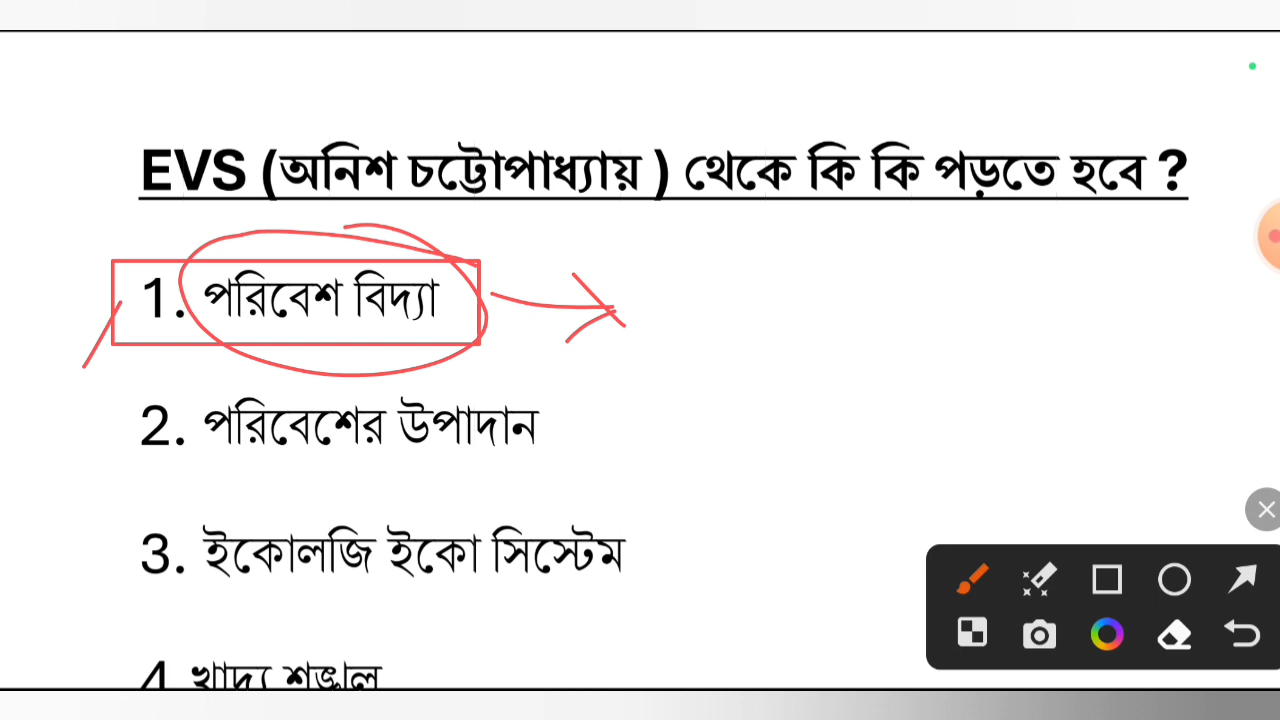 EVS (অনিশ চট্টোপাধ্যায় ) থেকে কি কি পড়তে হবে ?
1. পরিবেশ বিদ্যা
2. পরিবেশের উপাদান
3. ইকোলজি ইকো সিস্টেম
4 খাদ্য শৃঙ্খল